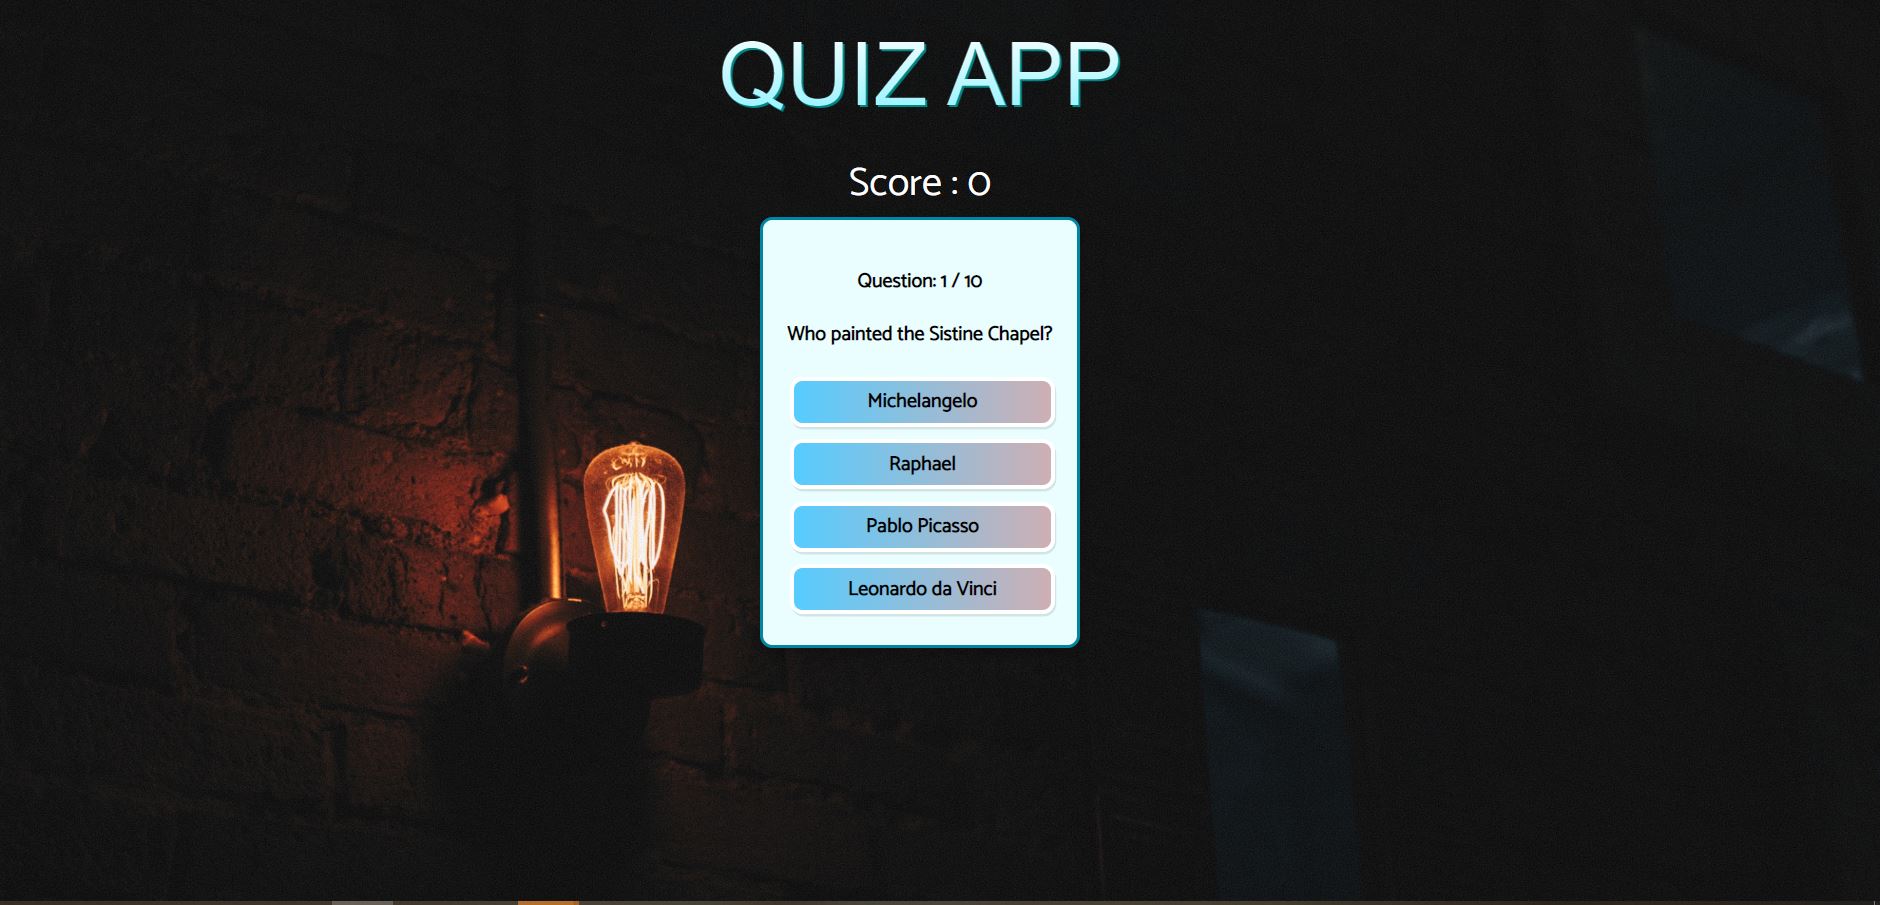 QUIZ APP
Score : 0
Question: 1 / 10
Who painted the Sistine Chapel?
Michelangelo
Raphael
Pablo Picasso
Leonardo da Vinci